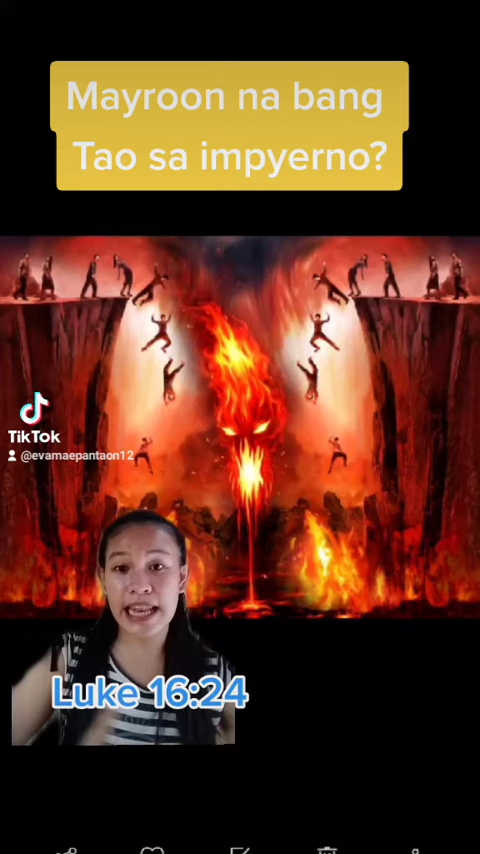 Mayroon na bang
Tao sa impyerno?
TikTok
@evamaepantaon12
Luke 16:24